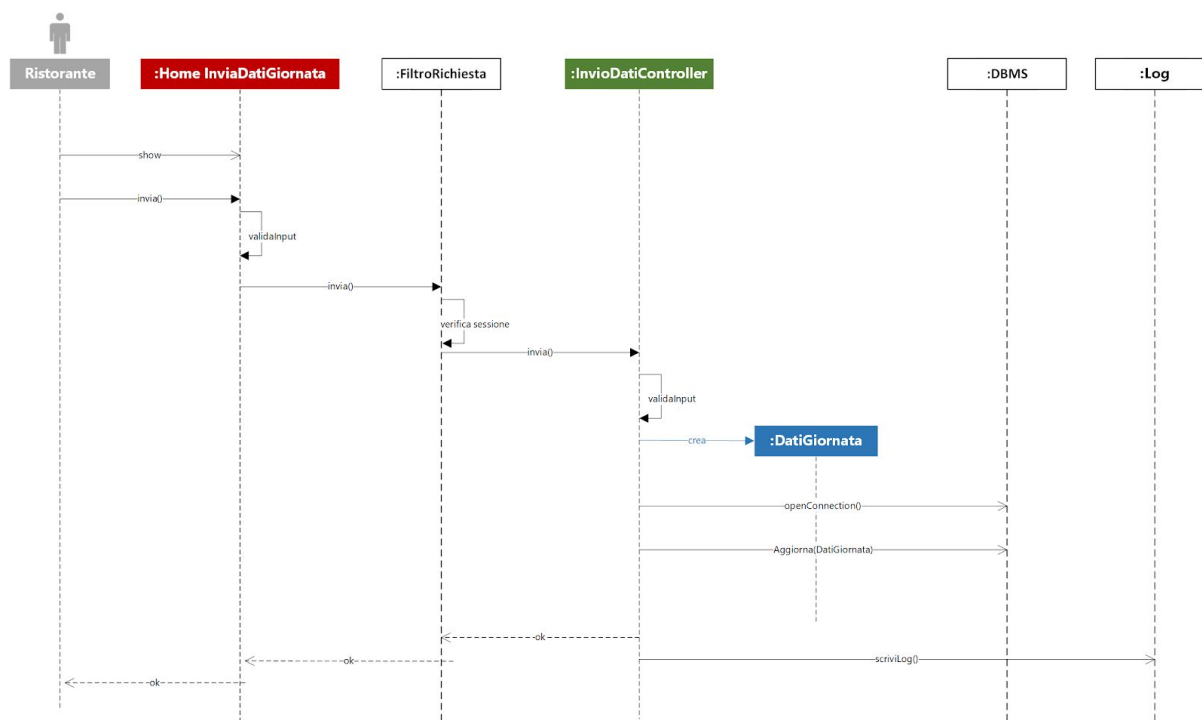 Ristorante
:Home InviaDatiGiornata
:FiltroRichiesta
:InvioDatiController
:DBMS
:Log
show
invia()
validaInput
invia()
verifica sessione
invia()
validaInput
crea
:DatiGiornata
openConnection()
Aggiorna(DatiGiornata)
ok
ok
scriviLog()
ok